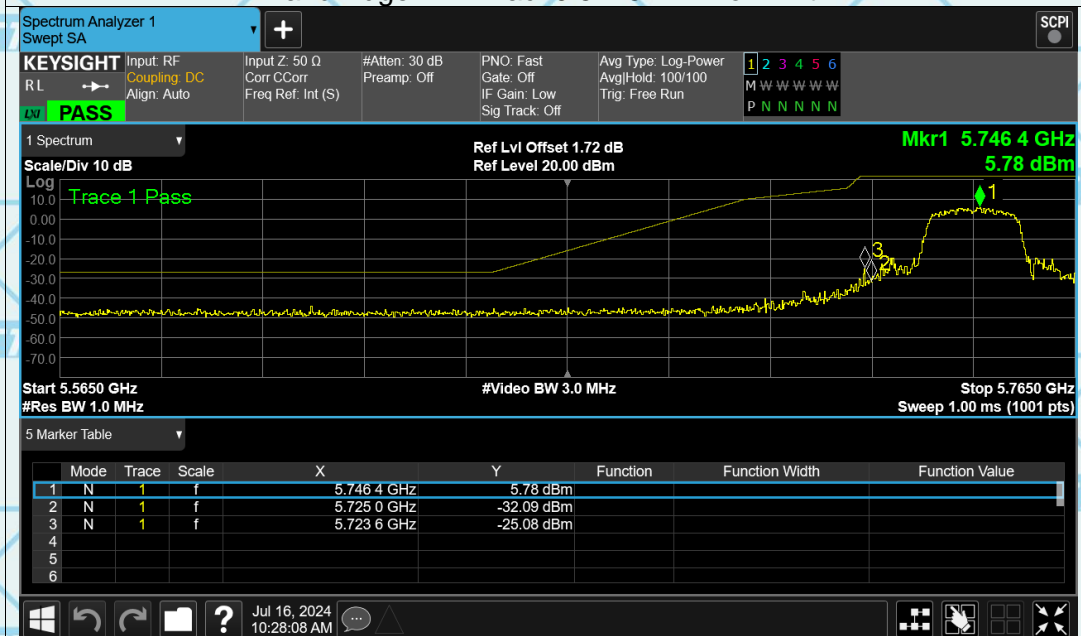 Spectrum Analyzer 1
Swept SA
+
SCPI
KEYSIGHT Input: RF Input Z: 50 Ω #Atten: 30 dB PNO: Fast Avg Type: Log-Power 1 2 3 4 5 6
R L Coupling: DC Corr CCorr Preamp: Off Gate: Off Avg|Hold: 100/100 M W W W W W W
Align: Auto Freq Ref: Int (S) IF Gain: Low Trig: Free Run
LXI PASS Sig Track: Off P N N N N N
1 Spectrum Ref Lvl Offset 1.72 dB Mkr1 5.746 4 GHz
Scale/Div 10 dB Ref Level 20.00 dBm 5.78 dBm
Log
Trace 1 Pass
1
10.0
0.00
-10.0
3
-20.0
2
-30.0
-40.0
-50.0
-60.0
-70.0
Start 5.5650 GHz #Video BW 3.0 MHz Stop 5.7650 GHz
#Res BW 1.0 MHz Sweep 1.00 ms (1001 pts)
5 Marker Table
Mode Trace Scale X Y Function Function Width Function Value
1 N 1 f 5.746 4 GHz 5.78 dBm
2 N 1 f 5.725 0 GHz -32.09 dBm
3 N 1 f 5.723 6 GHz -25.08 dBm
4
5
6
? Jul 16, 2024
10:28:08 AM